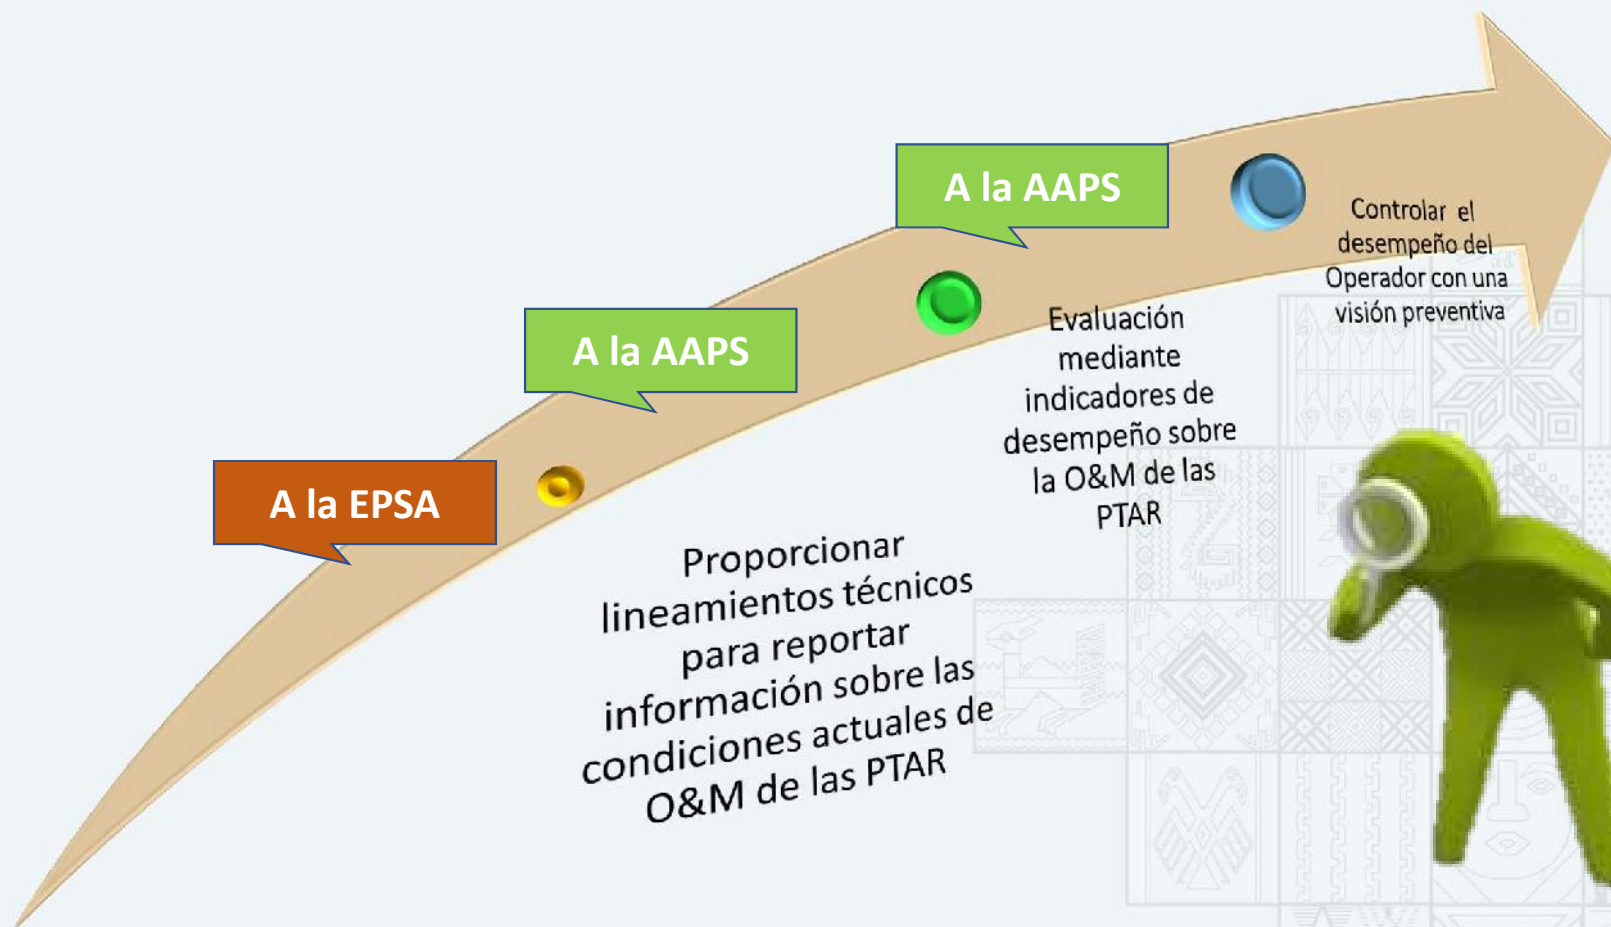 A la EPSA
Proporcionar
lineamientos técnicos
para reportar
información sobre las
condiciones actuales de
O&M de las PTAR
A la AAPS
Evaluación
mediante
indicadores de
desempeño sobre
la O&M de las
PTAR
A la AAPS
Controlar el
desempeño del
Operador con una
visión preventiva